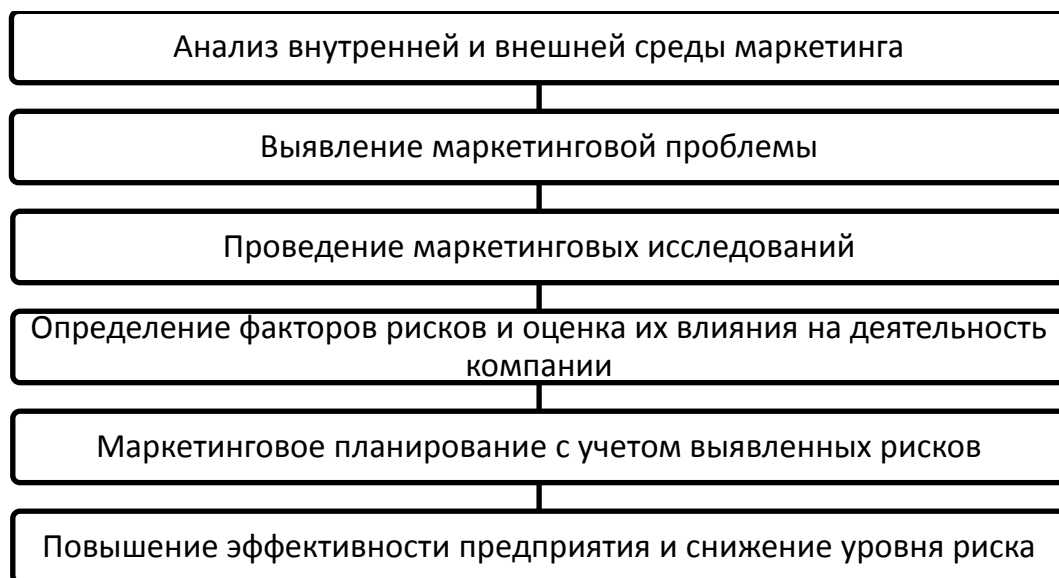 Анализ внутренней и внешней среды маркетинга
Выявление маркетинговой проблемы
Проведение маркетинговых исследований
Определение факторов рисков и оценка их влияния на деятельность
компании
Маркетинговое планирование с учетом выявленных рисков
Повышение эффективности предприятия и снижение уровня риска